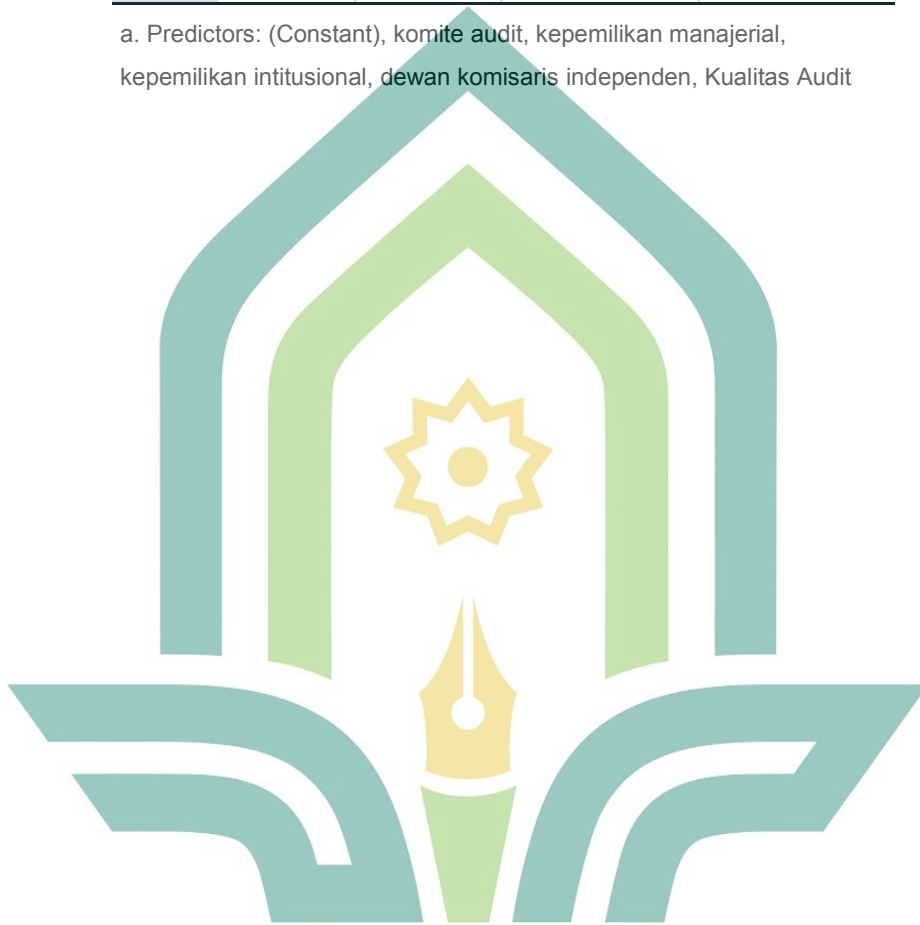 a. Predictors: (Constant), komite audit, kepemilikan manajerial,
kepemilikan intitusional, dewan komisaris independen, Kualitas Audit